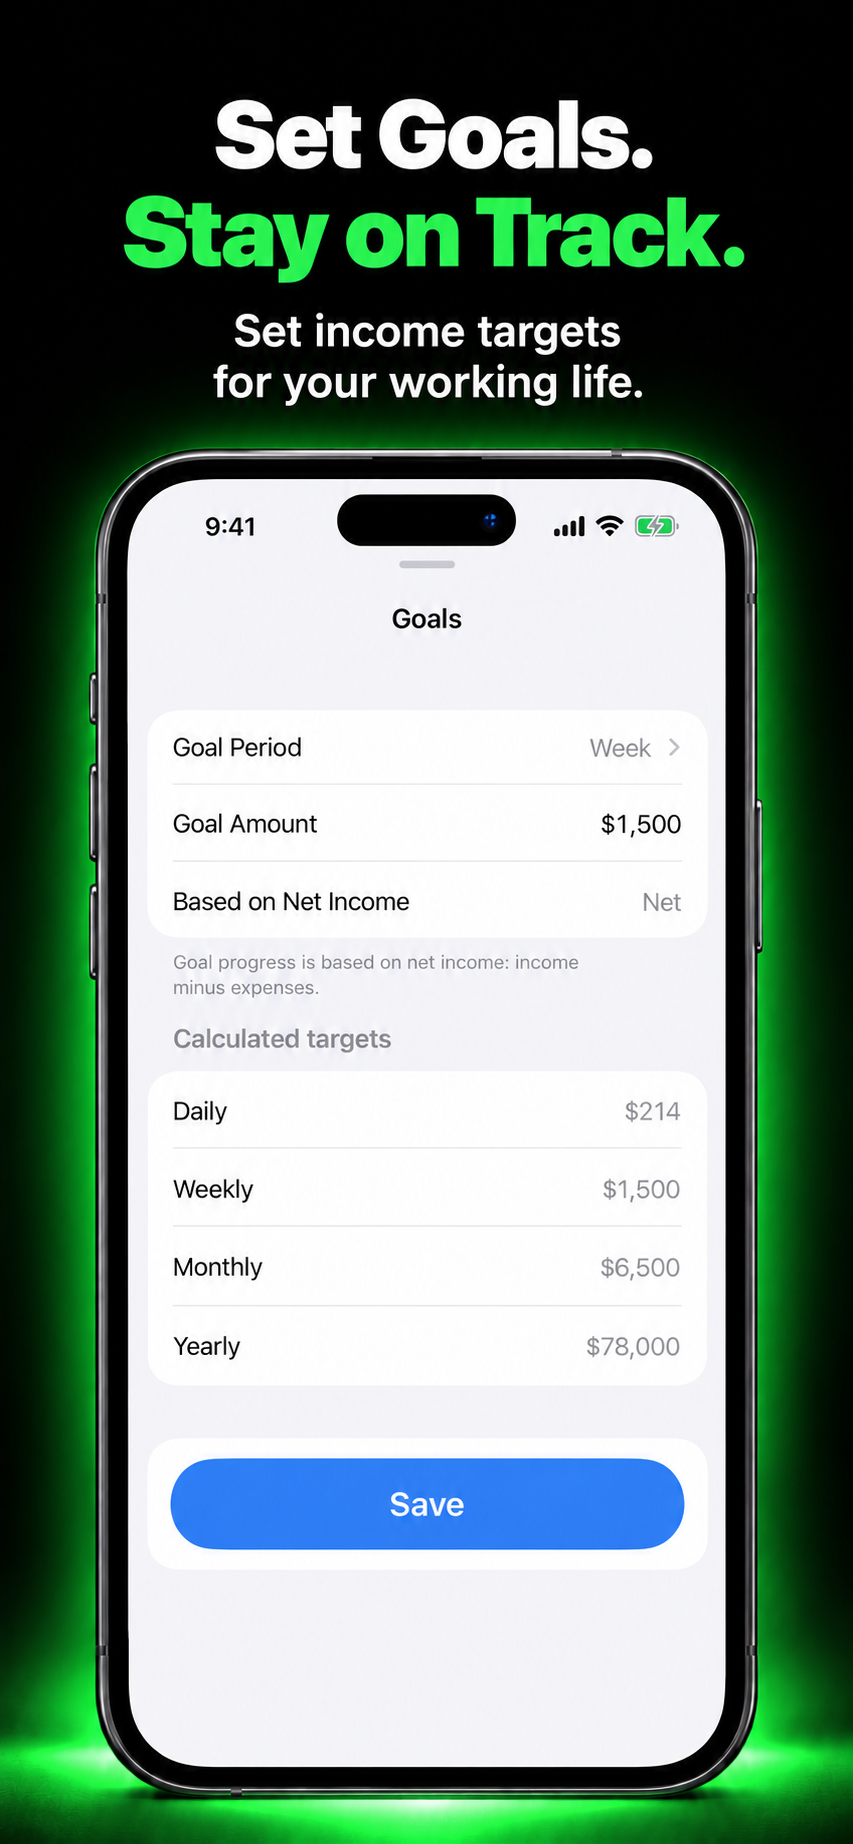 Set Goals.
Stay on Track.
Set income targets
for your working life.
9:41
Goals
Goal Period Week
Goal Amount $1,500
Based on Net Income Net
Goal progress is based on net income: income
minus expenses.
Calculated targets
Daily $214
Weekly $1,500
Monthly $6,500
Yearly $78,000
Save